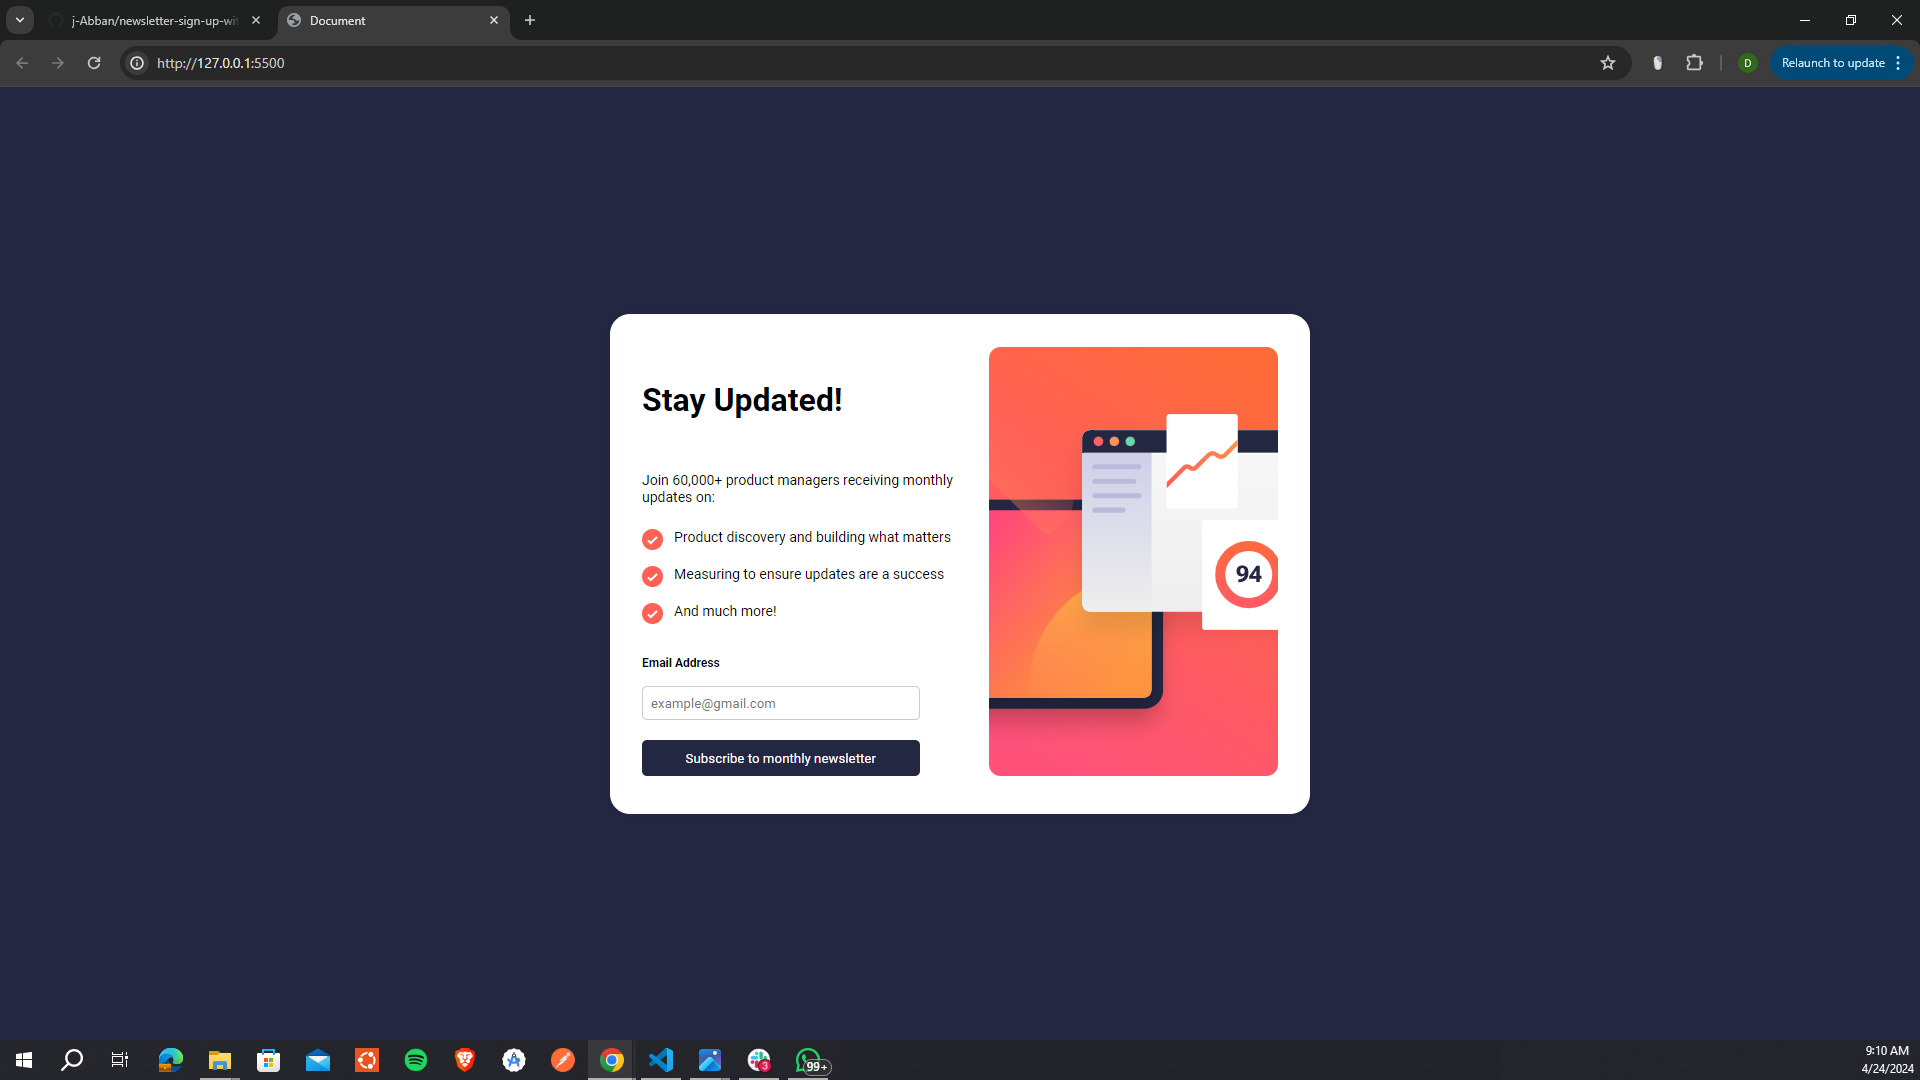 j-Abban/newsletter-sign-up-wit
Document
http://127.0.0.1:5500
D
Relaunch to update
Stay Updated!
Join 60,000+ product managers receiving monthly
updates on:
Product discovery and building what matters
Measuring to ensure updates are a success
And much more!
Email Address
example@gmail.com
Subscribe to monthly newsletter
94
3
99+
9:10 AM
4/24/2024